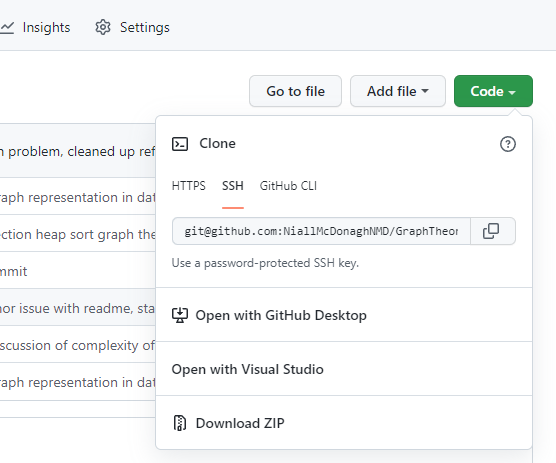 Insights Settings
Go to file Add file Code
n problem, cleaned up ref
Clone
raph representation in dat
HTTPS SSH GitHub CLI
ection heap sort graph the
git@github.com:NiallMcDonaghNMD/GraphTheor
mmit
Use a password-protected SSH key.
nor issue with readme, sta
Open with GitHub Desktop
scussion of complexity of
Open with Visual Studio
raph representation in dat
Download ZIP